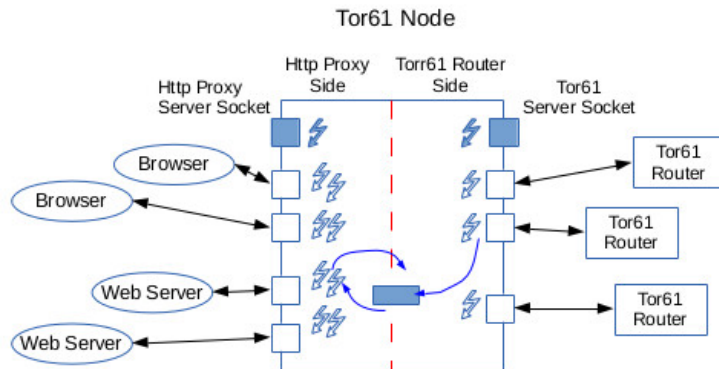 Tor61 Node
Http Proxy
Server Socket
Http Proxy
Side
Torr61 Router
Side
Tor61
Server Socket
Browser
Browser
Web Server
Web Server
Tor61
Router
Tor61
Router
Tor61
Router